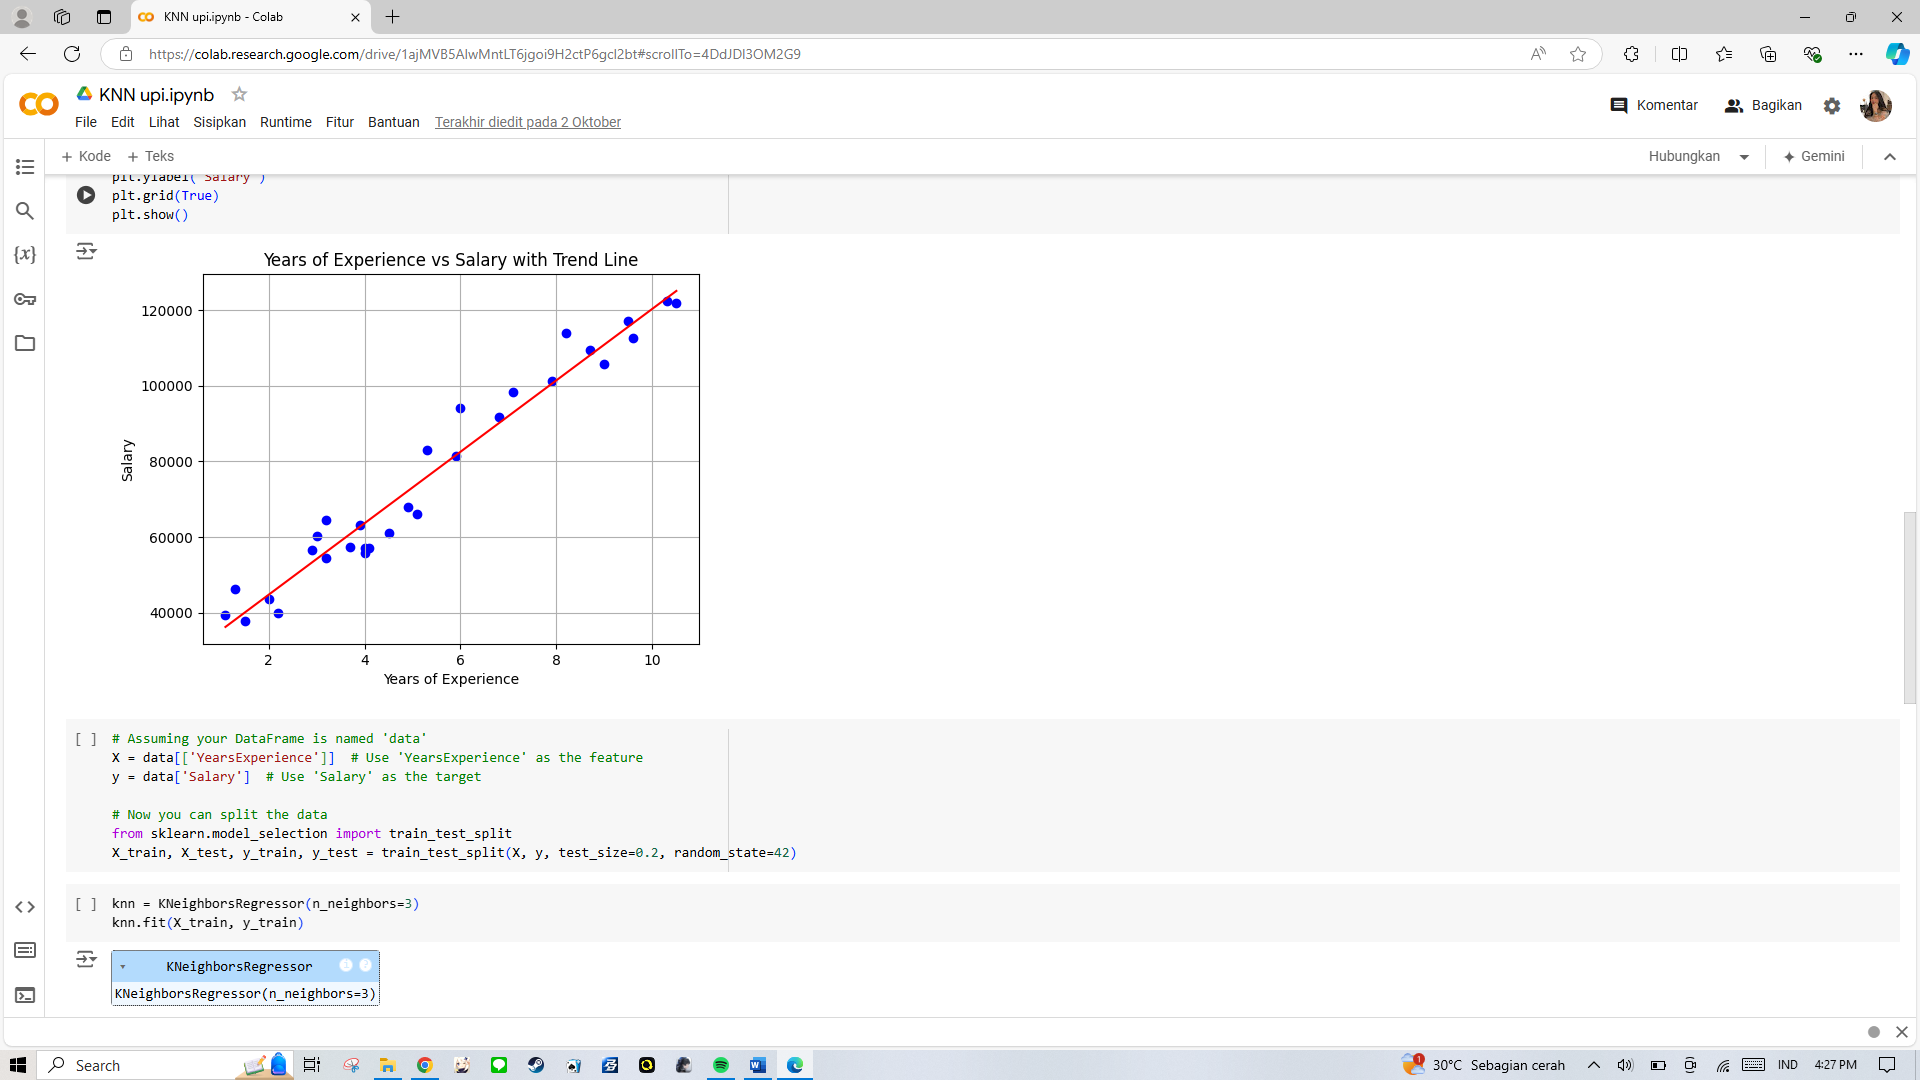 KNN upi.ipynb - Colab
https://colab.research.google.com/drive/1ajMVB5AlwMntLT6jgoi9H2ctP6gcl2bt#scrollTo=4DdJDI3OM2G9
KNN upi.ipynb
Komentar
Bagikan
File Edit Lihat Sisipkan Runtime Fitur Bantuan Terakhir diedit pada 2 Oktober
+ Kode + Teks
Hubungkan
Gemini
plt.ylabel('Salary')
plt.grid(True)
plt.show()
Years of Experience vs Salary with Trend Line
120000
100000
80000
60000
40000
Salary
2 4 6 8 10
Years of Experience
[ ] # Assuming your DataFrame is named 'data'
X = data[['YearsExperience']]  # Use 'YearsExperience' as the feature
y = data['Salary']  # Use 'Salary' as the target
# Now you can split the data
from sklearn.model_selection import train_test_split
X_train, X_test, y_train, y_test = train_test_split(X, y, test_size=0.2, random_state=42)
[ ] knn = KNeighborsRegressor(n_neighbors=3)
knn.fit(X_train, y_train)
KNeighborsRegressor
KNeighborsRegressor(n_neighbors=3)
Search
1
30°C Sebagian cerah
IND
4:27 PM